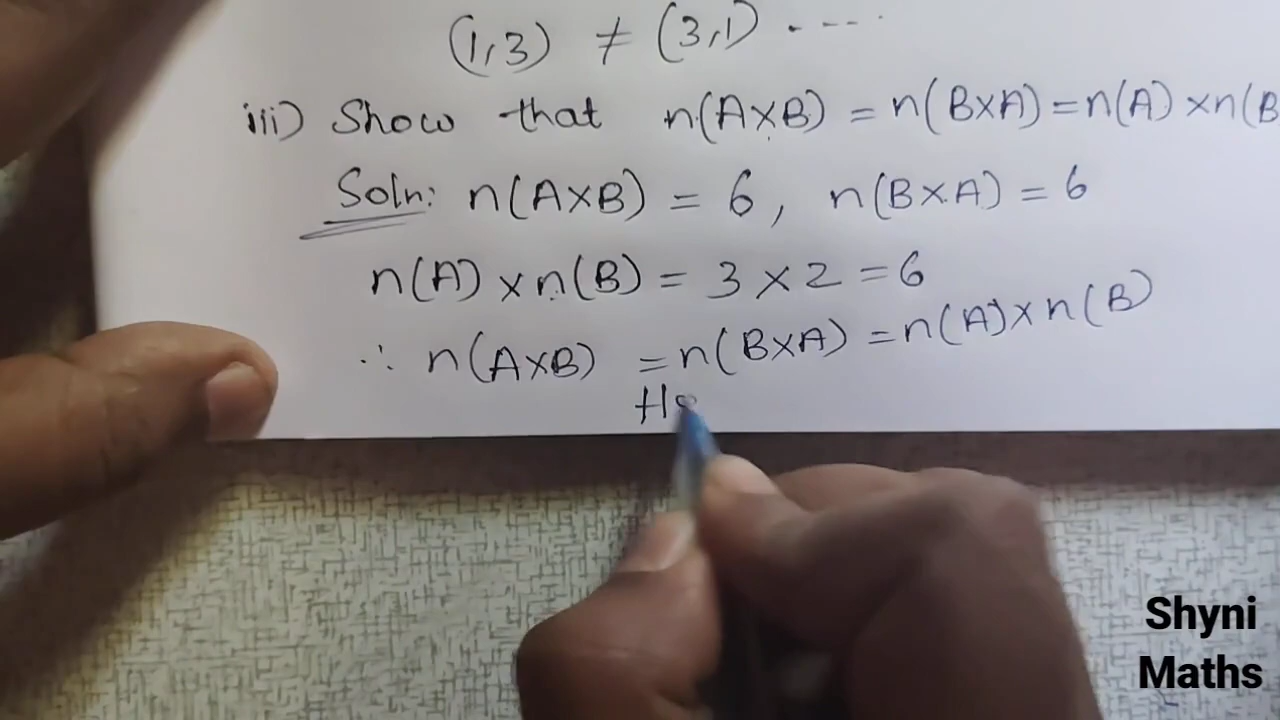 (1,3) ≠ (3,1) ----
iii) Show that n(A×B) = n(B×A) = n(A) × n(B
Soln: n(A×B) = 6, n(B×A) = 6
n(A) × n(B) = 3 × 2 = 6
∴ n(A×B) = n(B×A) = n(A) × n(B)
Shyni
Maths